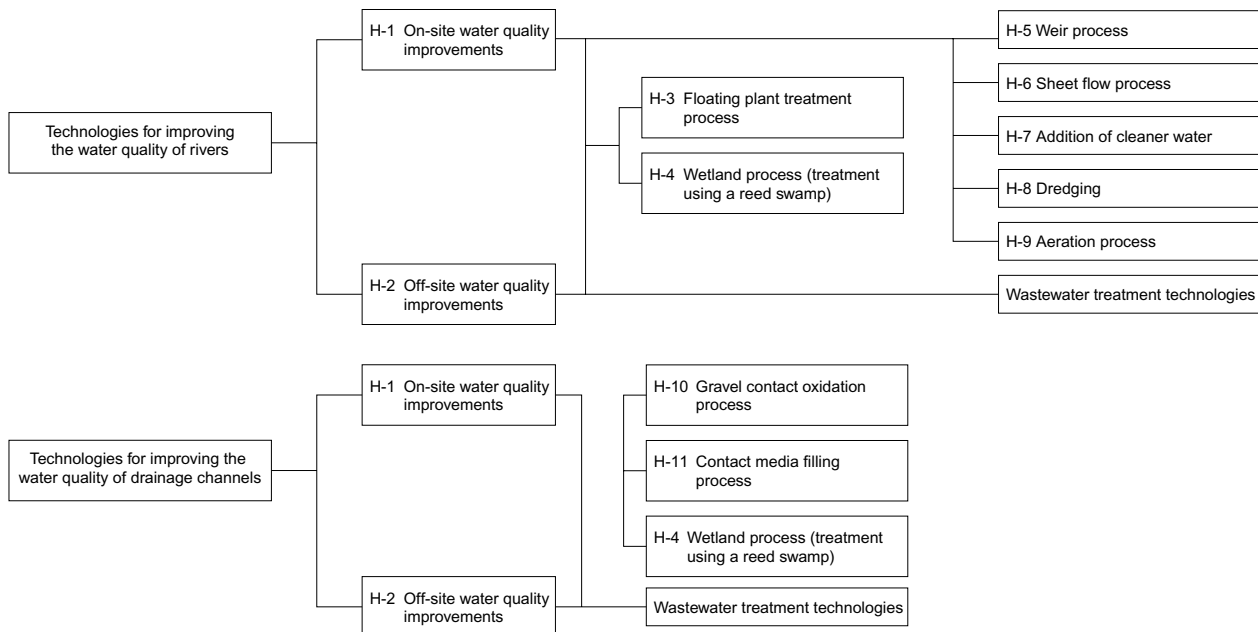 Technologies for improving
the water quality of rivers
H-1 On-site water quality
improvements
H-3 Floating plant treatment
process
H-4 Wetland process (treatment
using a reed swamp)
H-2 Off-site water quality
improvements
H-5 Weir process
H-6 Sheet flow process
H-7 Addition of cleaner water
H-8 Dredging
H-9 Aeration process
Wastewater treatment technologies
Technologies for improving the
water quality of drainage channels
H-1 On-site water quality
improvements
H-2 Off-site water quality
improvements
H-10 Gravel contact oxidation
process
H-11 Contact media filling
process
H-4 Wetland process (treatment
using a reed swamp)
Wastewater treatment technologies